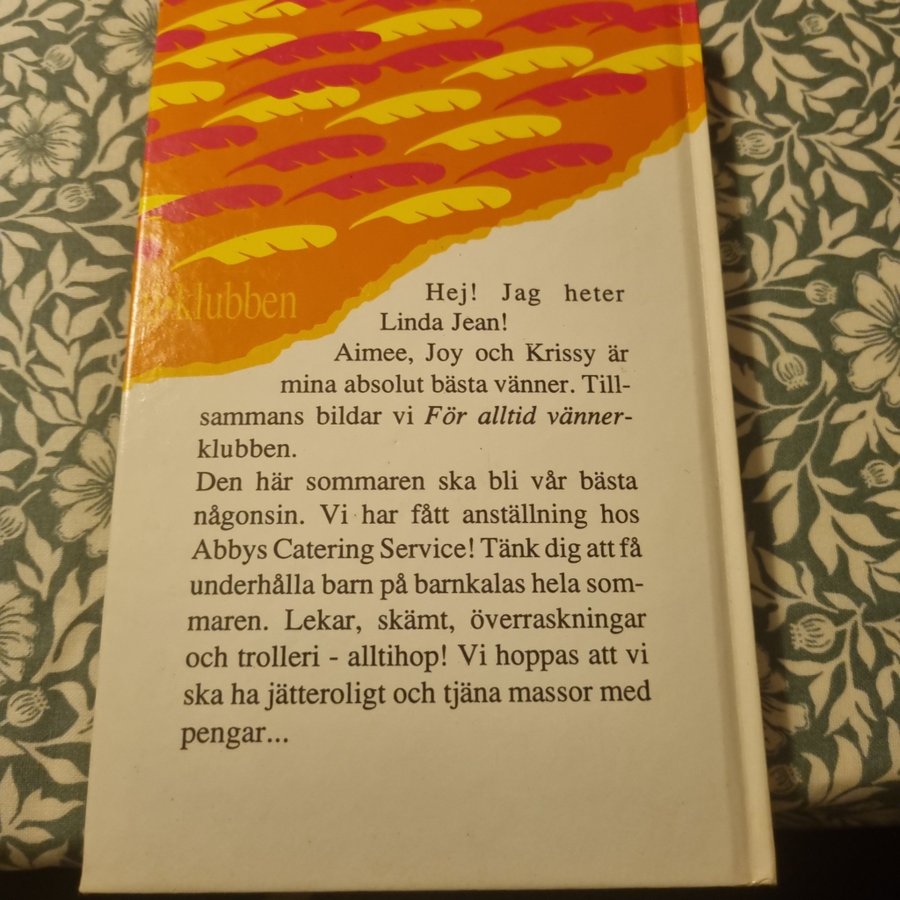 klubben
Hej! Jag heter
Linda Jean!
Aimee, Joy och Krissy är
mina absolut bästa vänner. Till-
sammans bildar vi För alltid vänner-
klubben.
Den här sommaren ska bli vår bästa
någonsin. Vi har fått anställning hos
Abbys Catering Service! Tänk dig att få
underhålla barn på barnkalas hela som-
maren. Lekar, skämt, överraskningar
och trolleri - alltihop! Vi hoppas att vi
ska ha jätteroligt och tjäna massor med
pengar...